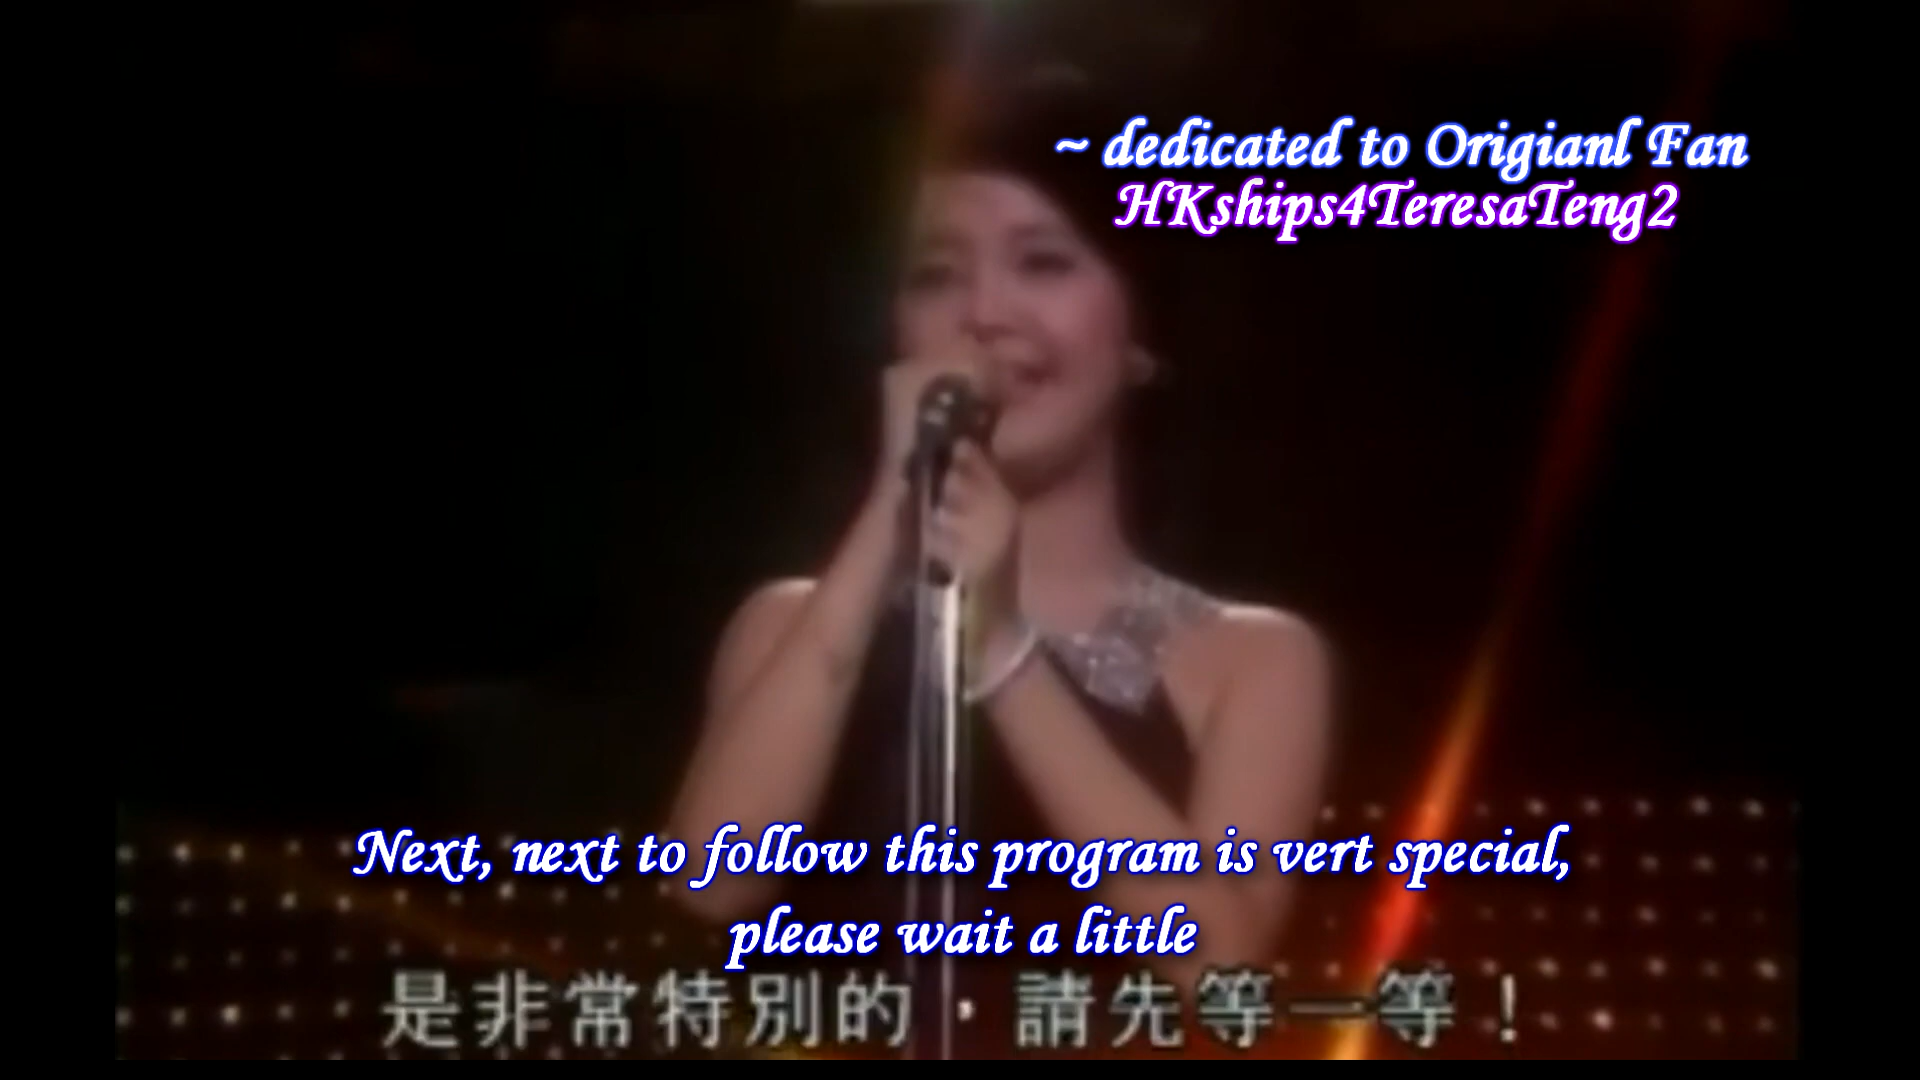 ~ dedicated to Origianl Fan
HKships4TeresaTeng2
Next, next to follow this program is vert special,
please wait a little
是非常特別的，請先等一等！